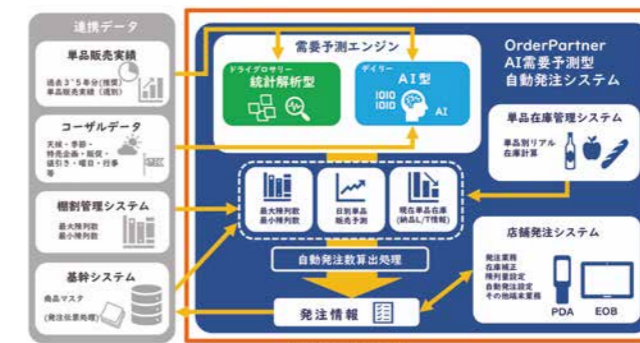 連携データ
単品販売実績
過去3~5年分(推奨)
単品販売実績(週別)
コーザルデータ
天候・季節・
特売企画・販促・
値引き・曜日・行事
等
棚割管理システム
最大陳列数
最小陳列数
基幹システム
商品マスタ
(発注伝票処理)
需要予測エンジン
ドライグロサリー
統計解析型
デイリー
AI型
1010
1010
AI
最大陳列数
最小陳列数
日別単品
販売予測
現在単品在庫
(納品L/T情報)
自動発注数算出処理
発注情報
OrderPartner
AI需要予測型
自動発注システム
単品在庫管理システム
単品別リアル
在庫計算
店舗発注システム
発注業務
在庫補正
陳列量設定
自動発注設定
その他端末業務
PDA
EOB